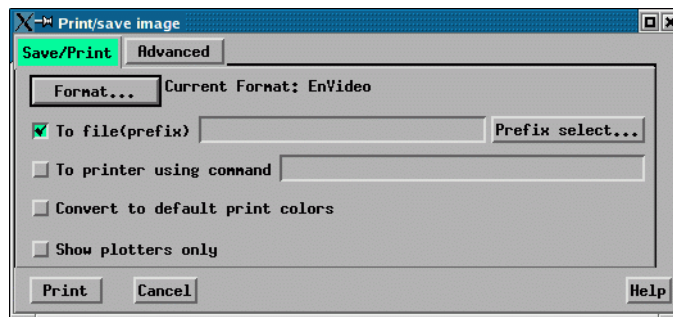 Print/save image
Save/Print Advanced
Format... Current Format: EnVideo
To file(prefix) Prefix select...
To printer using command
Convert to default print colors
Show plotters only
Print Cancel Help